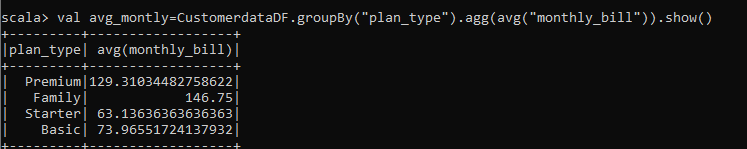 scala> val avg_montly=CustomerdataDF.groupBy("plan_type").agg(avg("monthly_bill")).show()
+---------+------------------+
|plan_type| avg(monthly_bill)|
+---------+------------------+
|  Premium|129.31034482758622|
|   Family|            146.75|
|  Starter| 63.13636363636363|
|    Basic| 73.96551724137932|
+---------+------------------+